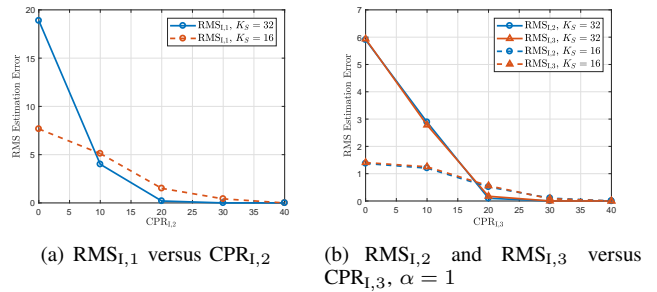 20
15
10
5
0
RMS Estimation Error
RMS_{I,1}, K_S = 32
RMS_{I,1}, K_S = 16
0 5 10 15 20 25 30 35 40
CPR_{I,2}
(a) RMS_{I,1} versus CPR_{I,2}
7
6
5
4
3
2
1
0
RMS Estimation Error
RMS_{I,2}, K_S = 32
RMS_{I,3}, K_S = 32
RMS_{I,2}, K_S = 16
RMS_{I,3}, K_S = 16
0 5 10 15 20 25 30 35 40
CPR_{I,3}
(b) RMS_{I,2} and RMS_{I,3} versus
CPR_{I,3}, α = 1